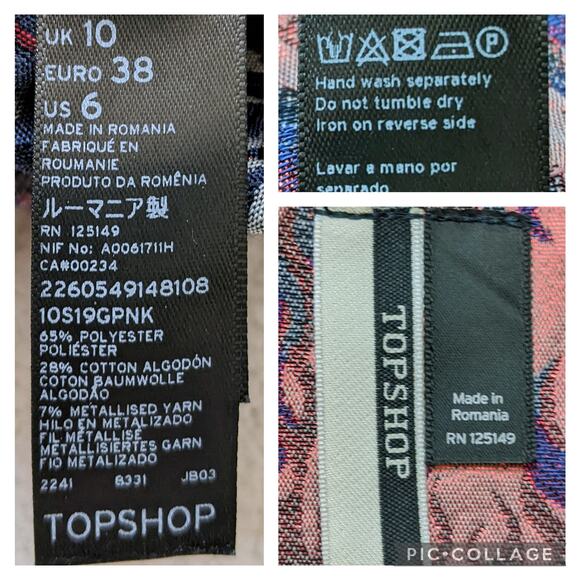 UK 10
EURO 38
US 6
MADE IN ROMANIA
FABRIQUÉ EN
ROUMANIE
PRODUTO DA ROMÊNIA
ルーマニア製
RN 125149
NIF No: A0061711H
CA#00234
2260549148108
10S19GPNK
65% POLYESTER
POLIÉSTER
28% COTTON ALGODÓN
COTON BAUMWOLLE
ALGODÃO
7% METALLISED YARN
HILO EN METALIZADO
FIL MÉTALLISÉ
METALLISIERTES GARN
FIO METALIZADO
2241 8331 JB03
TOPSHOP
P
Hand wash separately
Do not tumble dry
Iron on reverse side
Lavar a mano por
separado
TOPSHOP
Made in
Romania
RN 125149
PIC•COLLAGE